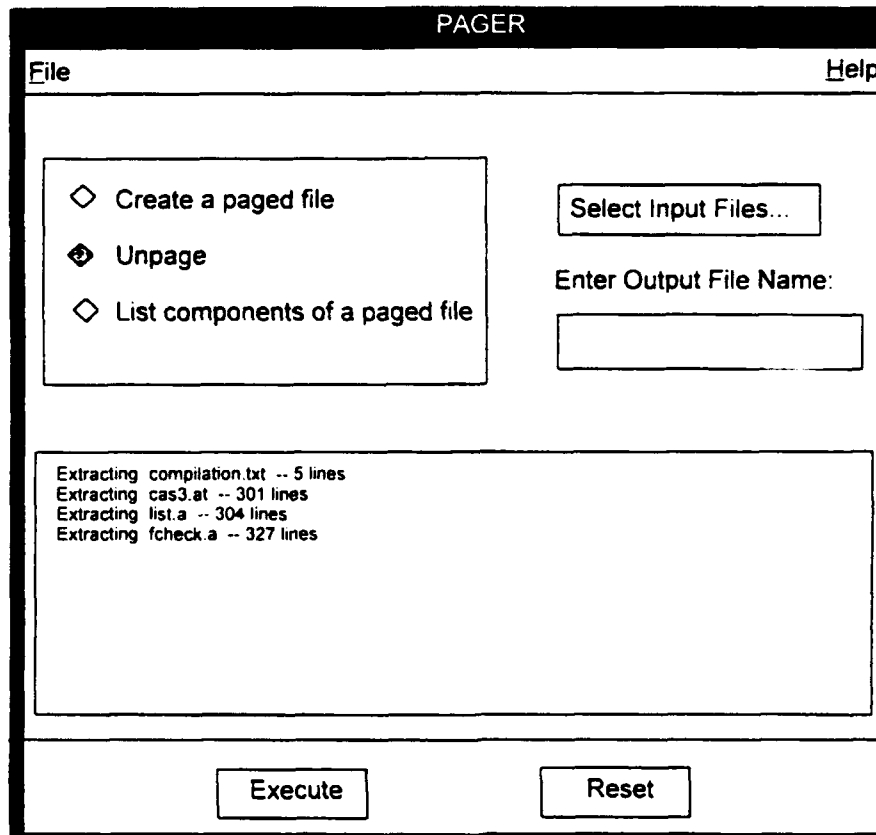 PAGER
File Help
Create a paged file
Unpage
List components of a paged file
Select Input Files...
Enter Output File Name:
Extracting compilation.txt -- 5 lines
Extracting cas3.at -- 301 lines
Extracting list.a -- 304 lines
Extracting fcheck.a -- 327 lines
Execute Reset